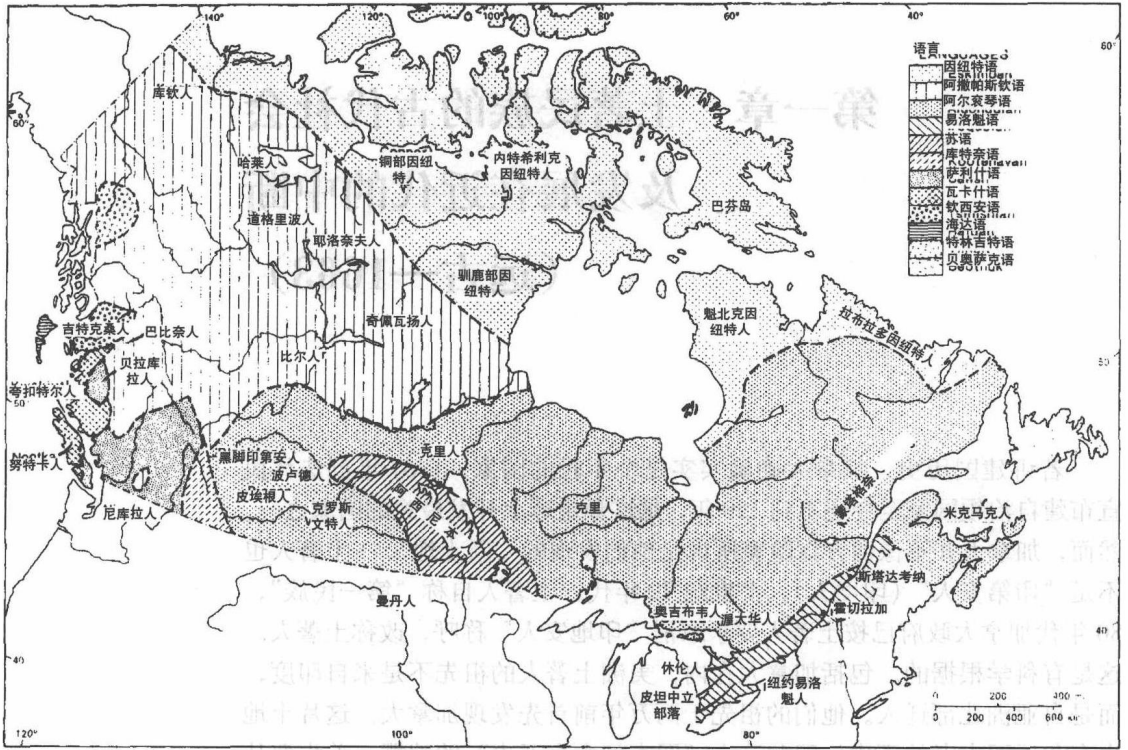 140°
120°
100°
80°
60°
40°
60°
60°
语言
LANGUAGES
因纽特语
阿撒帕斯钦语
阿尔衮琴语
易洛魁语
苏语
库特奈语
萨利什语
瓦卡什语
钦西安语
海达语
特林吉特语
贝奥萨克语
库钦人
哈莱人
铜部因纽
特人
内特希利克
因纽特人
巴芬岛
道格里波人
耶洛奈夫人
驯鹿部因
纽特人
魁北克因
纽特人
拉布拉多因纽特人
奇佩瓦扬人
吉特克桑人
巴比奈人
比尔人
贝拉库
拉人
夸扣特尔人
50
50
努特卡人
尼库拉人
黑脚印第安人
波卢德人
皮埃根人
克罗斯
文特人
阿西尼本人
克里人
克里人
米克马克人
斯塔达考纳
霍切拉加
曼丹人
奥吉布韦人
渥太华人
休伦人
皮坦中立
部落
纽约易洛
魁人
40
40
0 200 400
0 200 400
120°
100°
80°